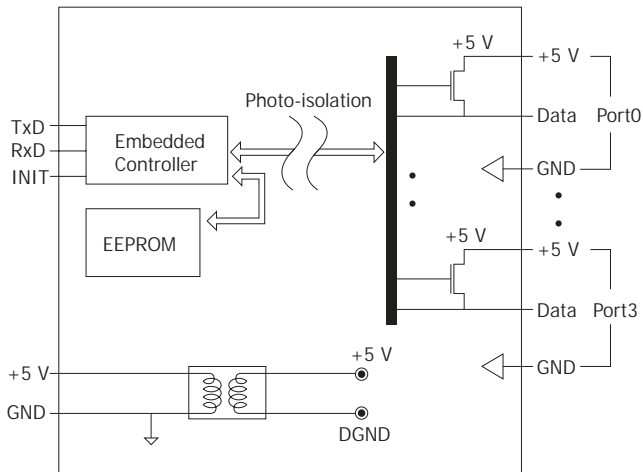 +5 V
+5 V
Photo-isolation
TxD
RxD
INIT
Embedded
Controller
Data
Port0
GND
EEPROM
+5 V
+5 V
Data
Port3
+5 V
+5 V
GND
GND
DGND